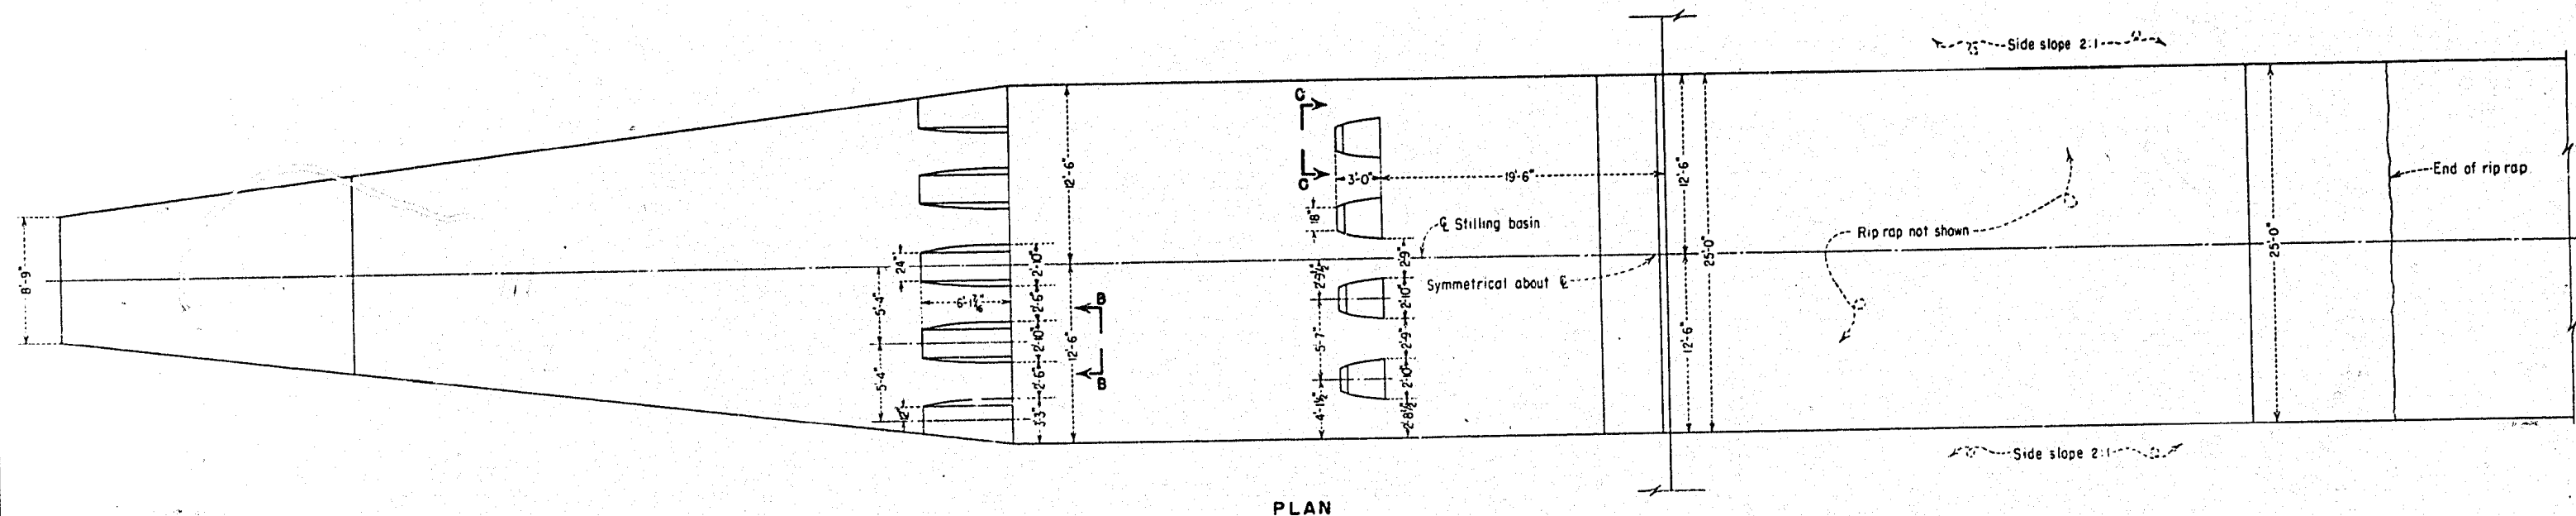 Side slope 2:1
C
12'-6"
12'-6"
End of rip rap
3'-0"
19'-6"
C
18"
8'-9"
℄ Stilling basin
Rip rap not shown
25'-0"
25'-0"
24"
2'-10"
2'-9"
Symmetrical about ℄
5'-4"
B
2'-6"
2'-10"
5'-7"
2'-10"
2'-9"
12'-6"
12'-6"
5'-4"
B
2'-6"
2'-10"
12"
3'-3"
4'-1½"
2'-8½"
Side slope 2:1
PLAN